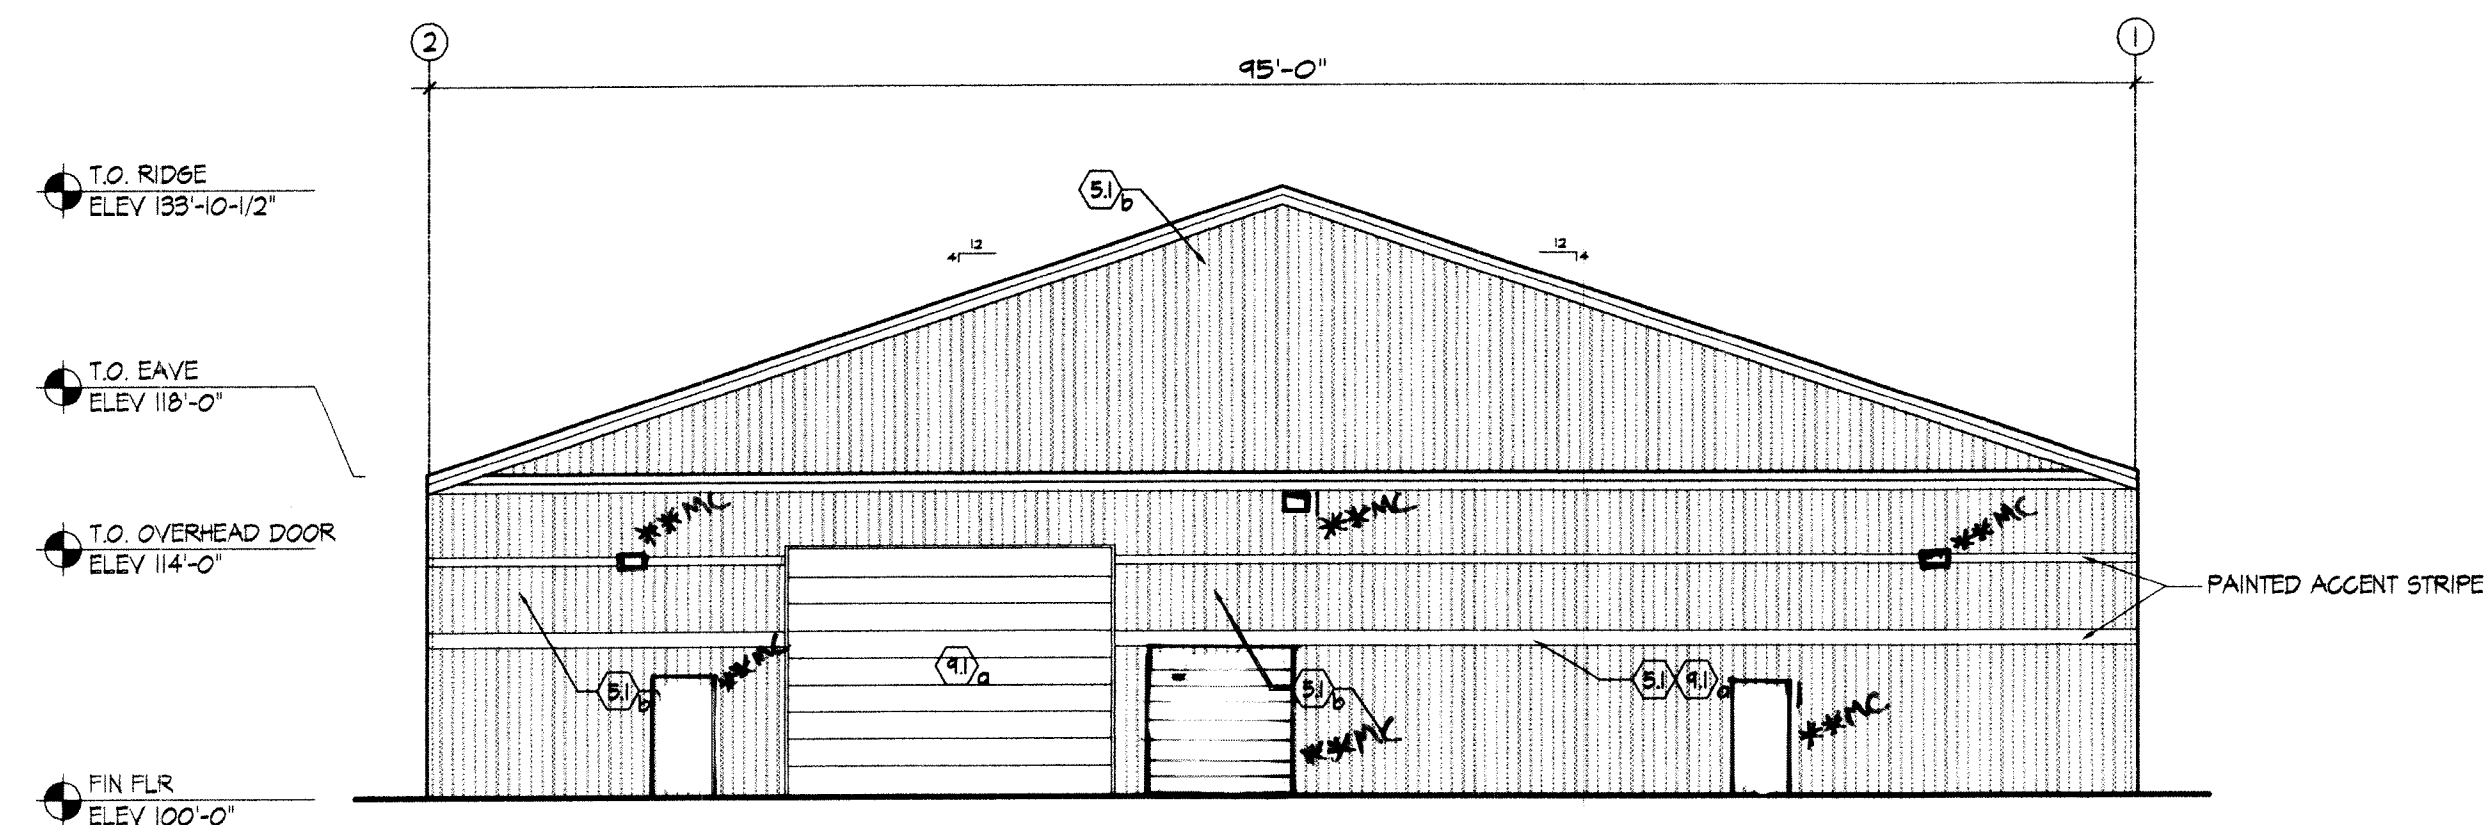 2
1
95'-0"
T.O. RIDGE
ELEV 133'-10-1/2"
5.1
b
12
4
12
4
T.O. EAVE
ELEV 118'-0"
**MC
**MC
**MC
T.O. OVERHEAD DOOR
ELEV 114'-0"
PAINTED ACCENT STRIPE
**MC
9.1
a
5.1
b
5.1
b
5.1
9.1
a
**MC
**MC
FIN FLR
ELEV 100'-0"